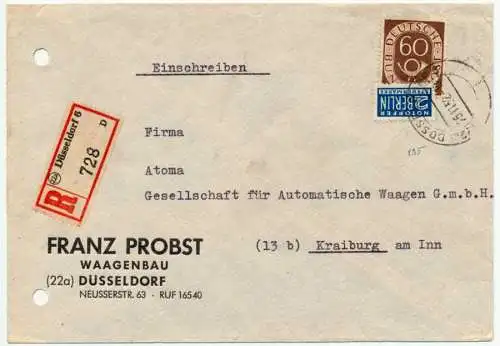 Einschreiben
DEUTSCHE
60
NOTOPFER
2 BERLIN
STEUERMARKE
Düsseldorf 6
D
R
728
Firma
Atoma
Gesellschaft für Automatische Waagen G.m.b.H
(13 b) Kraiburg am Inn
FRANZ PROBST
WAAGENBAU
(22a) DÜSSELDORF
NEUSSERSTR. 63 · RUF 16540